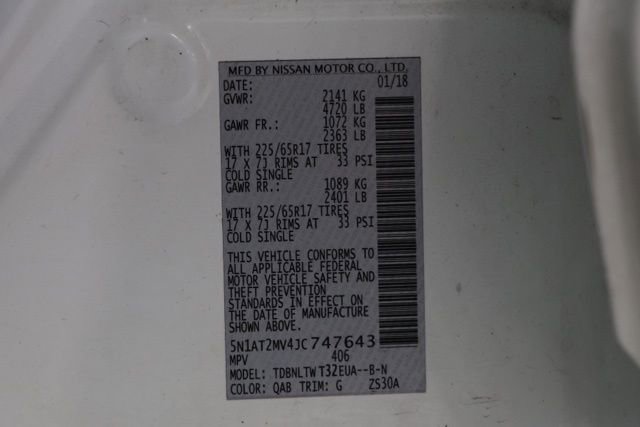 MFD BY NISSAN MOTOR CO., LTD.
DATE: 01/18
GVWR: 2141 KG
4720 LB
GAWR FR.: 1072 KG
2363 LB
WITH 225/65R17 TIRES
17 X 7J RIMS AT 33 PSI
COLD SINGLE
GAWR RR.: 1089 KG
2401 LB
WITH 225/65R17 TIRES
17 X 7J RIMS AT 33 PSI
COLD SINGLE
THIS VEHICLE CONFORMS TO
ALL APPLICABLE FEDERAL
MOTOR VEHICLE SAFETY AND
THEFT PREVENTION
STANDARDS IN EFFECT ON
THE DATE OF MANUFACTURE
SHOWN ABOVE.
5N1AT2MV4JC747643
MPV 406
MODEL: TDBNLTW T32EUA--B-N
COLOR: QAB TRIM: G ZS30A